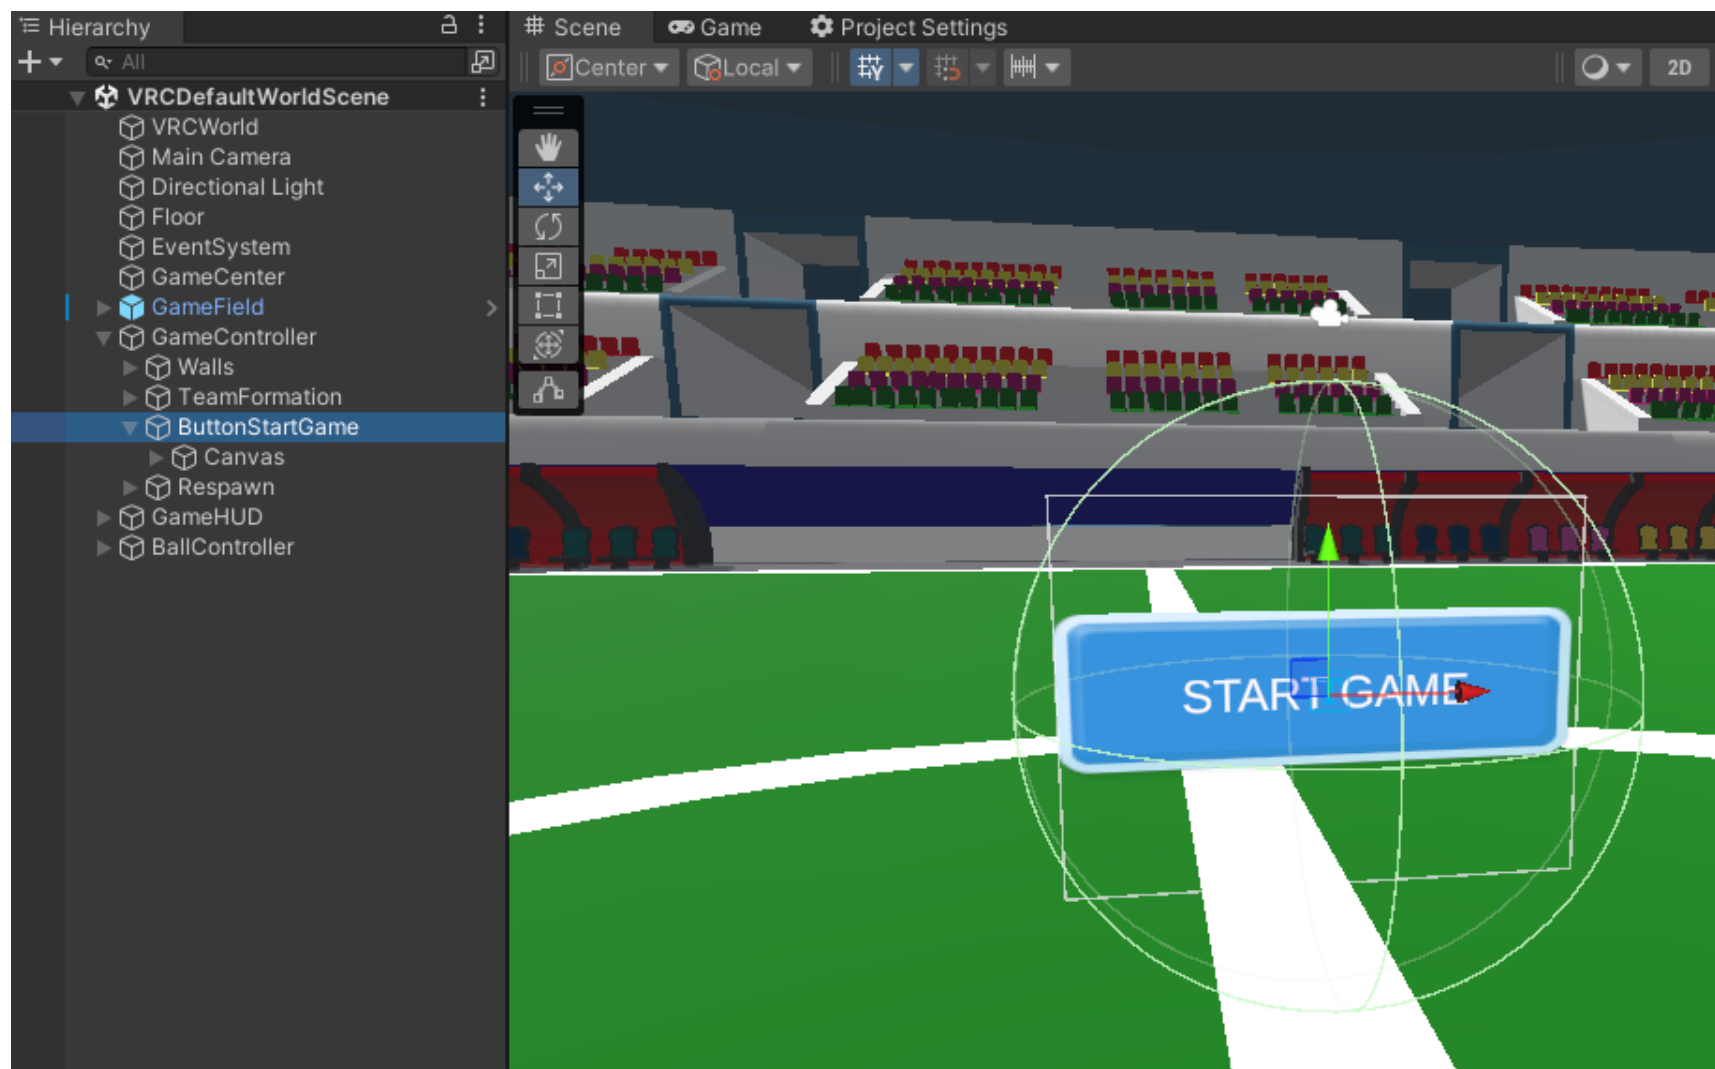 Hierarchy
All
VRCDefaultWorldScene
VRCWorld
Main Camera
Directional Light
Floor
EventSystem
GameCenter
GameField
GameController
Walls
TeamFormation
ButtonStartGame
Canvas
Respawn
GameHUD
BallController
Scene Game Project Settings
Center Local 2D
START GAME